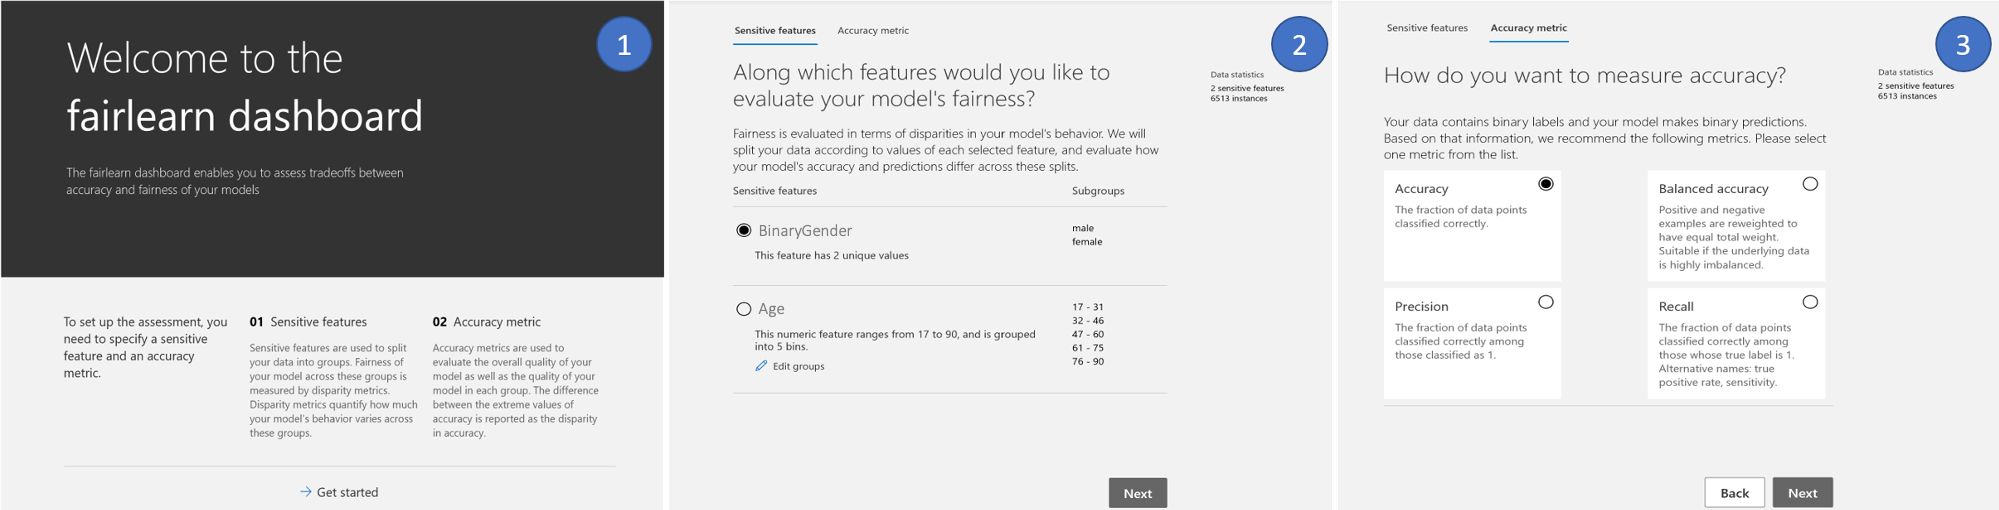 Welcome to the
fairlearn dashboard
1
The fairlearn dashboard enables you to assess tradeoffs between
accuracy and fairness of your models
To set up the assessment, you
need to specify a sensitive
feature and an accuracy
metric.
01 Sensitive features
Sensitive features are used to split
your data into groups. Fairness of
your model across these groups is
measured by disparity metrics.
Disparity metrics quantify how much
your model's behavior varies across
these groups.
02 Accuracy metric
Accuracy metrics are used to
evaluate the overall quality of your
model as well as the quality of your
model in each group. The difference
between the extreme values of
accuracy is reported as the disparity
in accuracy.
Get started
Sensitive features Accuracy metric
2
Along which features would you like to
evaluate your model's fairness?
Data statistics
2 sensitive features
6513 instances
Fairness is evaluated in terms of disparities in your model's behavior. We will
split your data according to values of each selected feature, and evaluate how
your model's accuracy and predictions differ across these splits.
Sensitive features Subgroups
BinaryGender
This feature has 2 unique values
male
female
Age
This numeric feature ranges from 17 to 90, and is grouped
into 5 bins.
Edit groups
17 - 31
32 - 46
47 - 60
61 - 75
76 - 90
Next
Sensitive features Accuracy metric
3
How do you want to measure accuracy?
Data statistics
2 sensitive features
6513 instances
Your data contains binary labels and your model makes binary predictions.
Based on that information, we recommend the following metrics. Please select
one metric from the list.
Accuracy
The fraction of data points
classified correctly.
Balanced accuracy
Positive and negative
examples are reweighted to
have equal total weight.
Suitable if the underlying data
is highly imbalanced.
Precision
The fraction of data points
classified correctly among
those classified as 1.
Recall
The fraction of data points
classified correctly among
those whose true label is 1.
Alternative names: true
positive rate, sensitivity.
Back Next